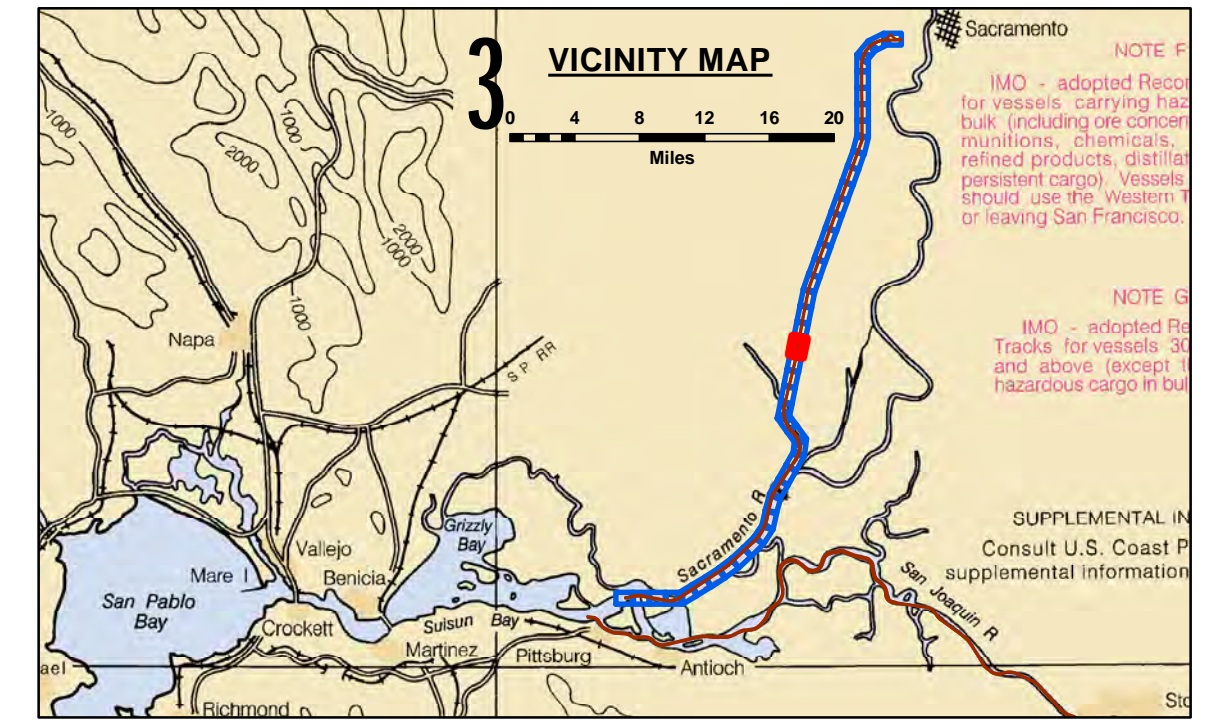 3
VICINITY MAP
0 4 8 12 16 20
Miles
Sacramento
NOTE F
IMO - adopted Recor
for vessels carrying haz
bulk (including ore concen
munitions, chemicals,
refined products, distillat
persistent cargo). Vessels
should use the Western T
or leaving San Francisco.
NOTE G
IMO - adopted Re
Tracks for vessels 30
and above (except 1
hazardous cargo in bul
1000
2000
1000
2000
1000
1000
Napa
S P RR
Grizzly
Bay
Vallejo
Mare I
Benicia
San Pablo
Bay
Crockett
Suisun Bay
Martinez
Pittsburg
Antioch
Sacramento R
San Joaquin R
SUPPLEMENTAL IN
Consult U.S. Coast P
supplemental information
ael
Richmond
Sto